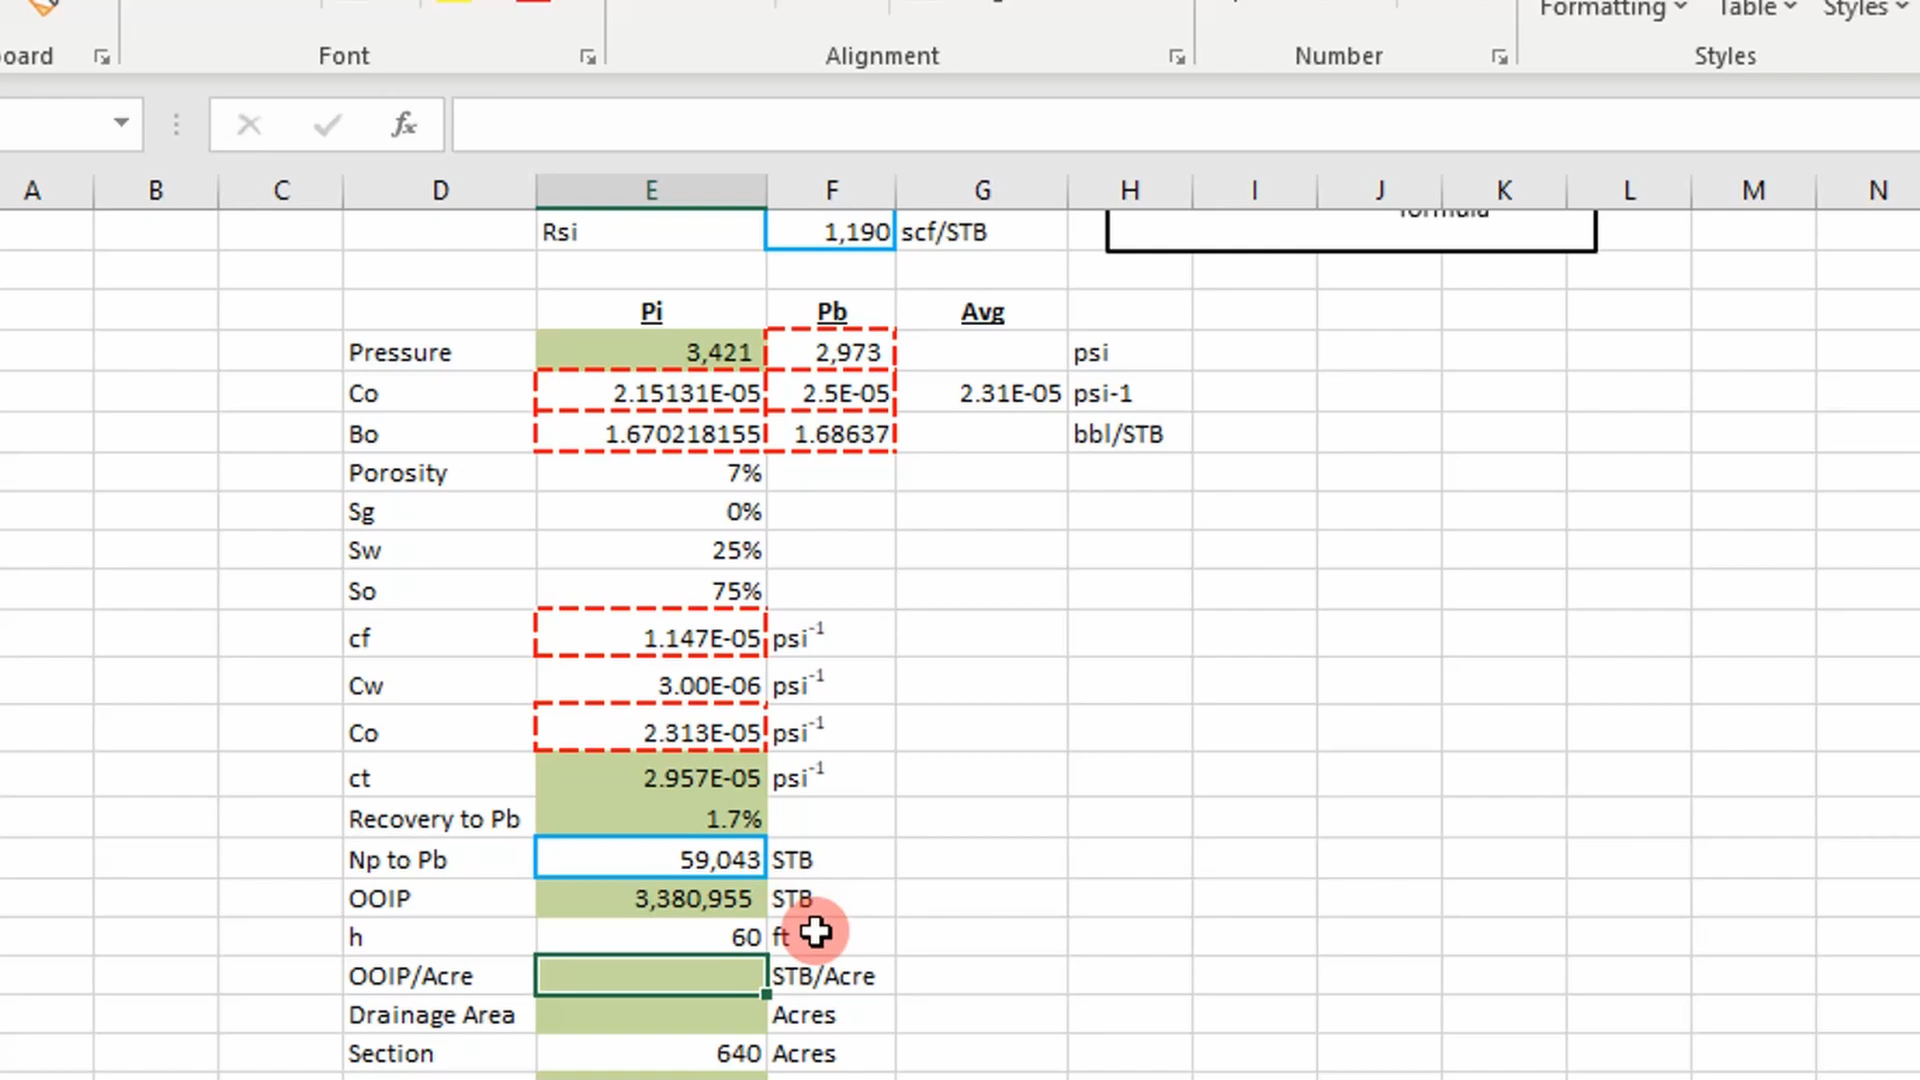 Formatting Table Styles
oard Font Alignment Number Styles
fx
A B C D E F G H I J K L M N
formula
Rsi 1,190 scf/STB
Pi Pb Avg
Pressure 3,421 2,973 psi
Co 2.15131E-05 2.5E-05 2.31E-05 psi-1
Bo 1.670218155 1.68637 bbl/STB
Porosity 7%
Sg 0%
Sw 25%
So 75%
cf 1.147E-05 psi-1
Cw 3.00E-06 psi-1
Co 2.313E-05 psi-1
ct 2.957E-05 psi-1
Recovery to Pb 1.7%
Np to Pb 59,043 STB
OOIP 3,380,955 STB
h 60 ft
OOIP/Acre STB/Acre
Drainage Area Acres
Section 640 Acres